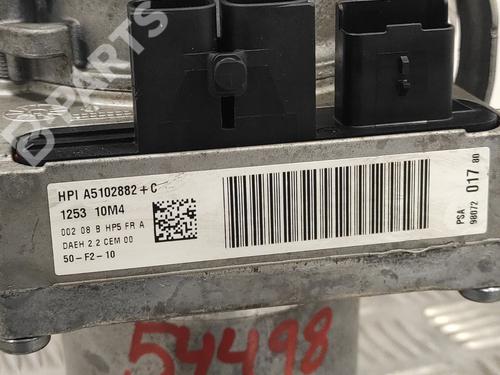 B-PARTS
HPI A5102882+C
1253 10M4
002 08 9 HP5 FR A
DAEH 2.2 CEM 00
50-F2-10
PSA
98072 017 80
54498